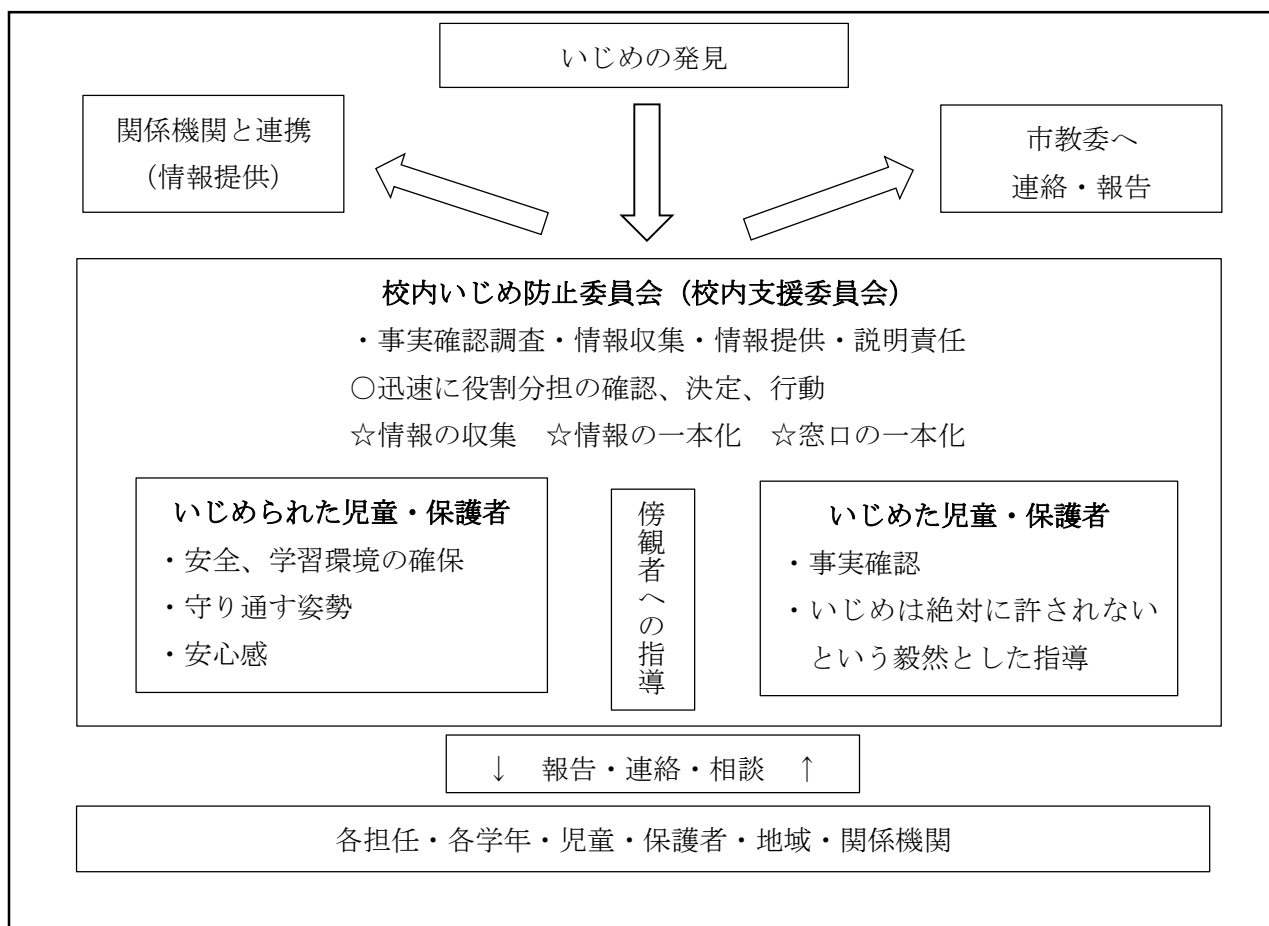 いじめの発見
関係機関と連携
（情報提供）
市教委へ
連絡・報告
校内いじめ防止委員会（校内支援委員会）
・事実確認調査・情報収集・情報提供・説明責任
○迅速に役割分担の確認、決定、行動
☆情報の収集　☆情報の一本化　☆窓口の一本化
いじめられた児童・保護者
・安全、学習環境の確保
・守り通す姿勢
・安心感
傍観者への指導
いじめた児童・保護者
・事実確認
・いじめは絶対に許されない
という毅然とした指導
↓　報告・連絡・相談　↑
各担任・各学年・児童・保護者・地域・関係機関